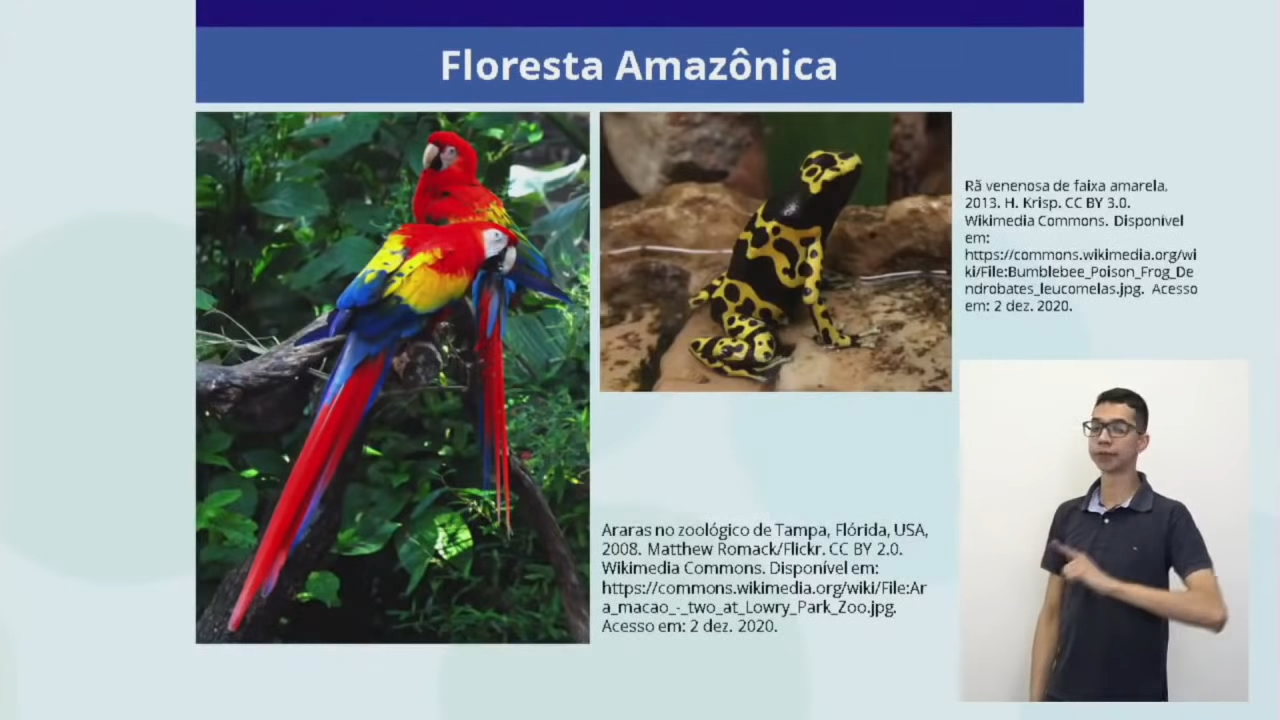 Floresta Amazônica
Rã venenosa de faixa amarela,
2013. H. Krisp. CC BY 3.0.
Wikimedia Commons. Disponível
em:
https://commons.wikimedia.org/wi
ki/File:Bumblebee_Poison_Frog_De
ndrobates_leucomelas.jpg. Acesso
em: 2 dez. 2020.
Araras no zoológico de Tampa, Flórida, USA,
2008. Matthew Romack/Flickr. CC BY 2.0.
Wikimedia Commons. Disponível em:
https://commons.wikimedia.org/wiki/File:Ar
a_macao_-_two_at_Lowry_Park_Zoo.jpg.
Acesso em: 2 dez. 2020.